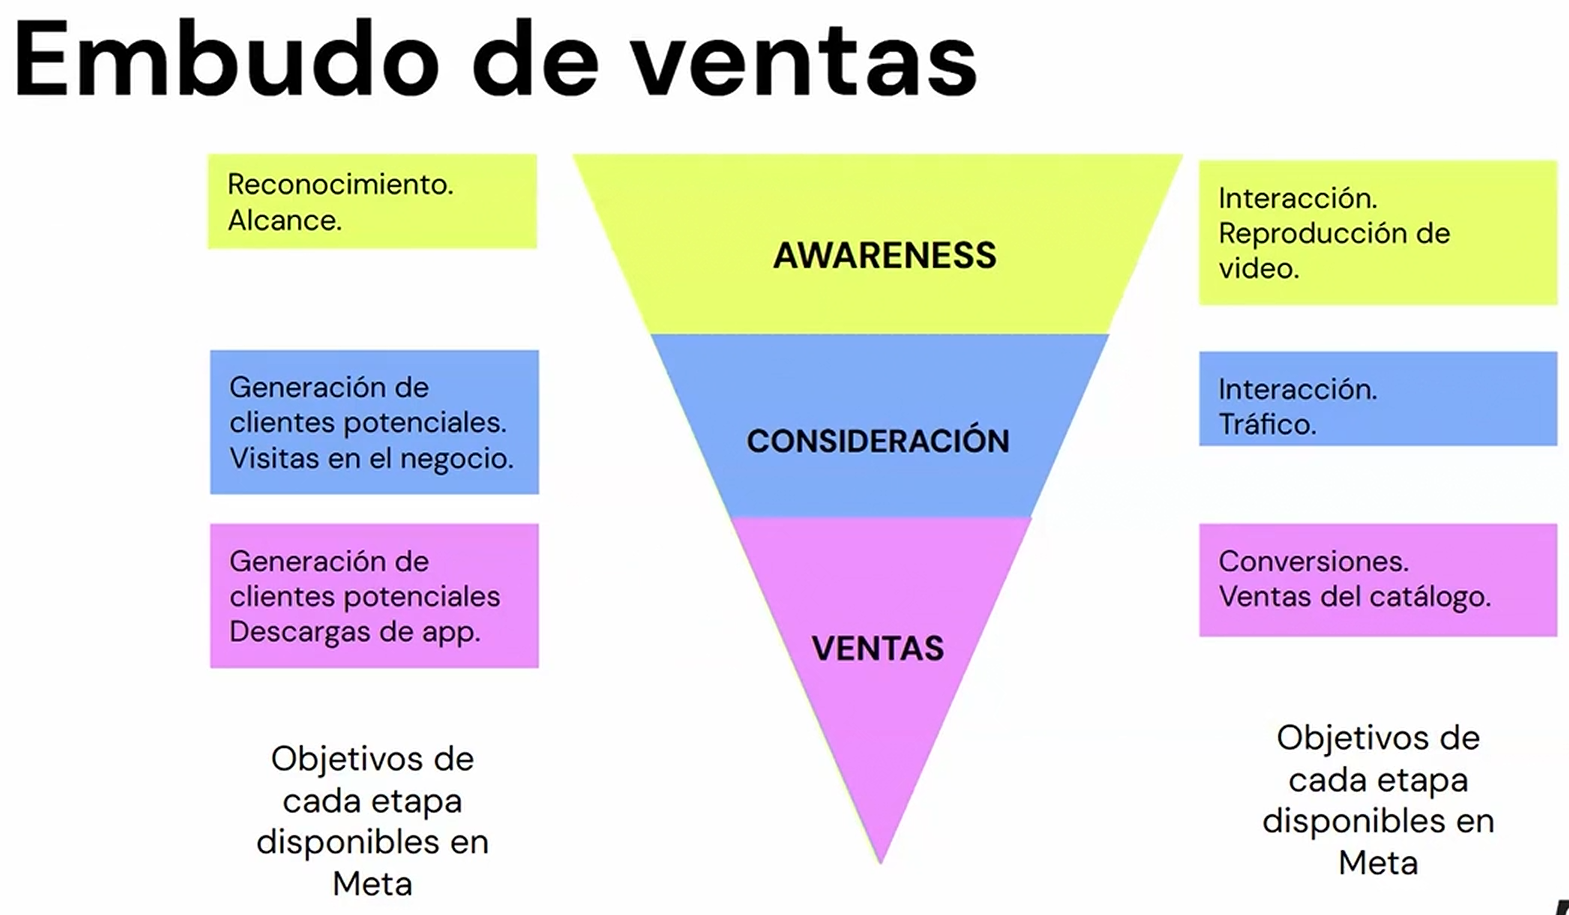 Embudo de ventas
Reconocimiento.
Alcance.
AWARENESS
Interacción.
Reproducción de
video.
Generación de
clientes potenciales.
Visitas en el negocio.
CONSIDERACIÓN
Interacción.
Tráfico.
Generación de
clientes potenciales
Descargas de app.
VENTAS
Conversiones.
Ventas del catálogo.
Objetivos de
cada etapa
disponibles en
Meta
Objetivos de
cada etapa
disponibles en
Meta